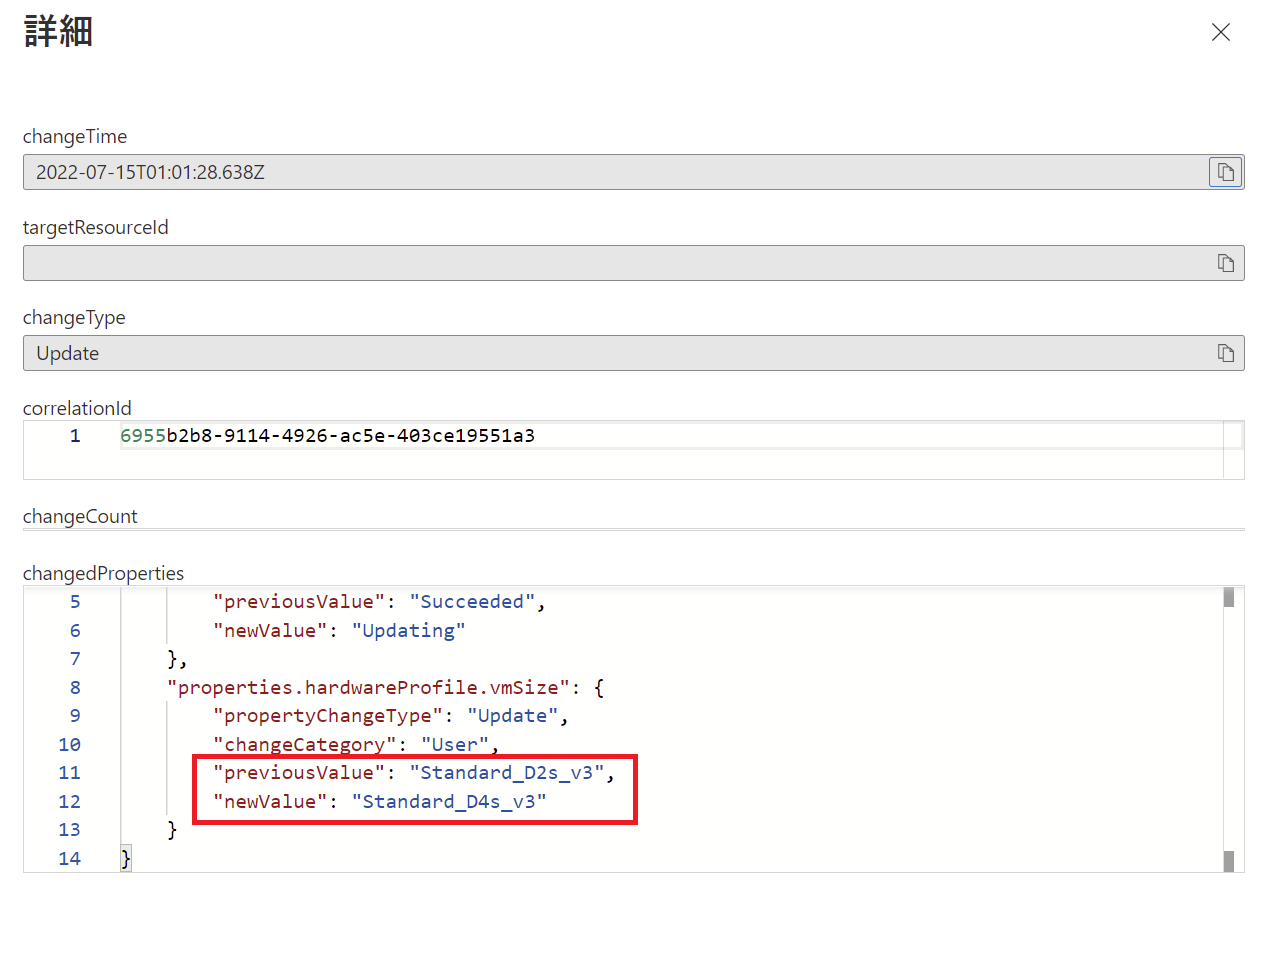 詳細
changeTime
2022-07-15T01:01:28.638Z
targetResourceId
changeType
Update
correlationId
1 6955b2b8-9114-4926-ac5e-403ce19551a3
changeCount
changedProperties
5 "previousValue": "Succeeded",
6 "newValue": "Updating"
7 },
8 "properties.hardwareProfile.vmSize": {
9 "propertyChangeType": "Update",
10 "changeCategory": "User",
11 "previousValue": "Standard_D2s_v3",
12 "newValue": "Standard_D4s_v3"
13 }
14 }